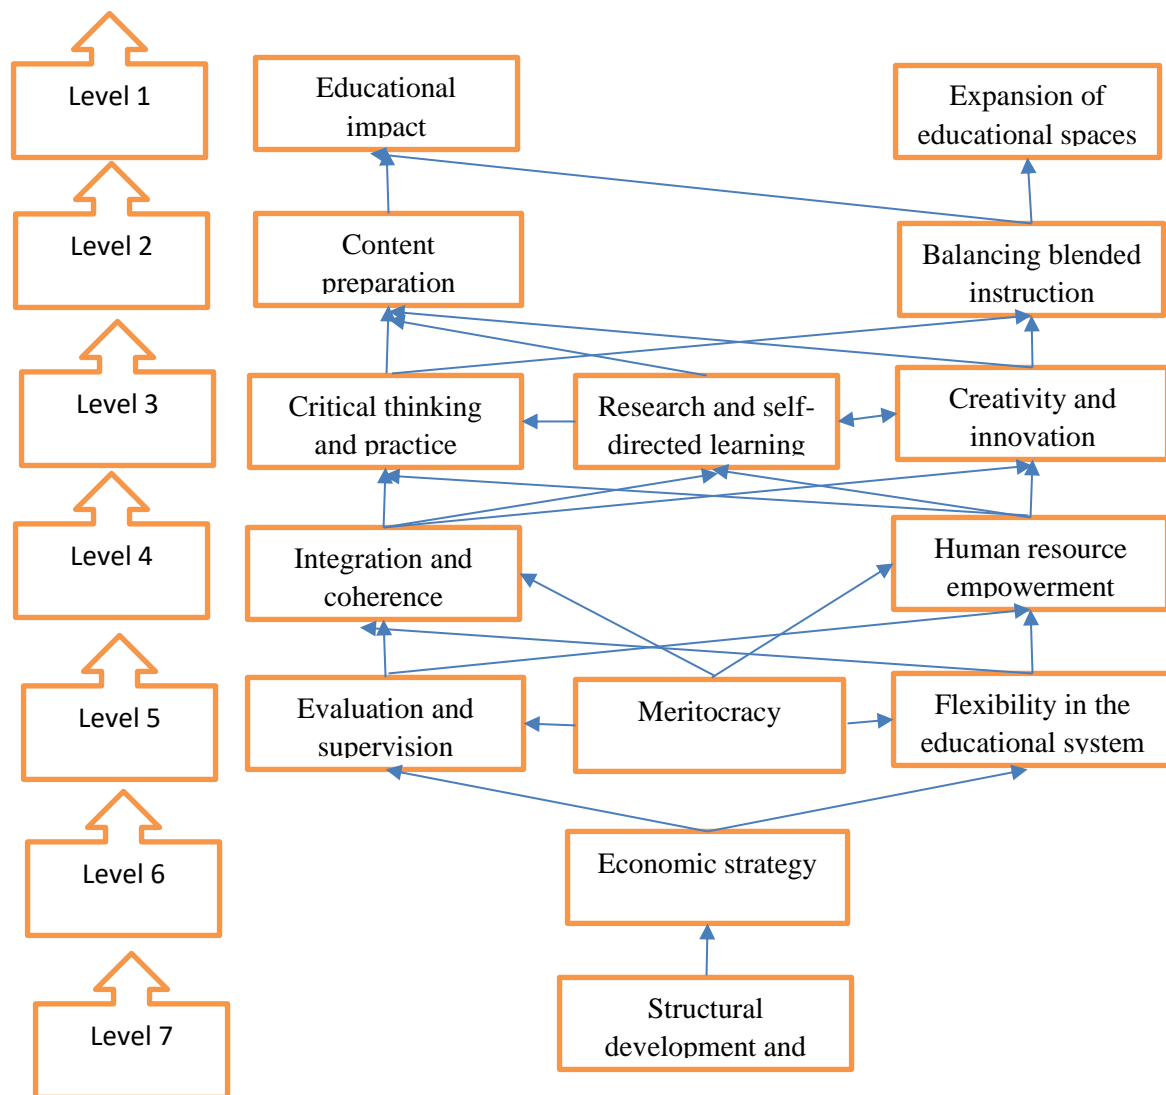 Level 1
Educational
impact
Expansion of
educational spaces
Level 2
Content
preparation
Balancing blended
instruction
Level 3
Critical thinking
and practice
Research and self-
directed learning
Creativity and
innovation
Level 4
Integration and
coherence
Human resource
empowerment
Level 5
Evaluation and
supervision
Meritocracy
Flexibility in the
educational system
Level 6
Economic strategy
Level 7
Structural
development and